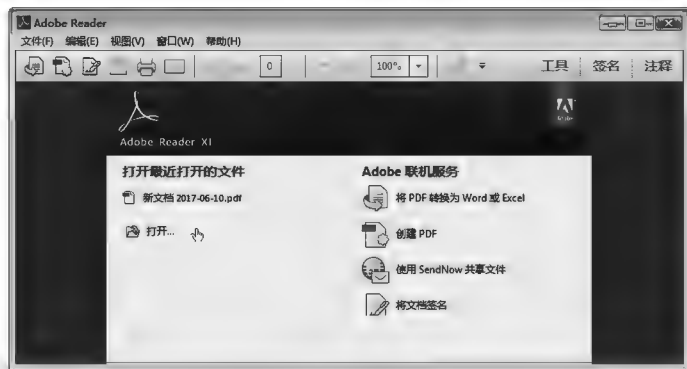 Adobe Reader
文件(F) 编辑(E) 视图(V) 窗口(W) 帮助(H)
0 100% 工具 签名 注释
Adobe Reader XI
Adobe
打开最近打开的文件
新文档 2017-06-10.pdf
打开...
Adobe 联机服务
将 PDF 转换为 Word 或 Excel
创建 PDF
使用 SendNow 共享文件
将文档签名